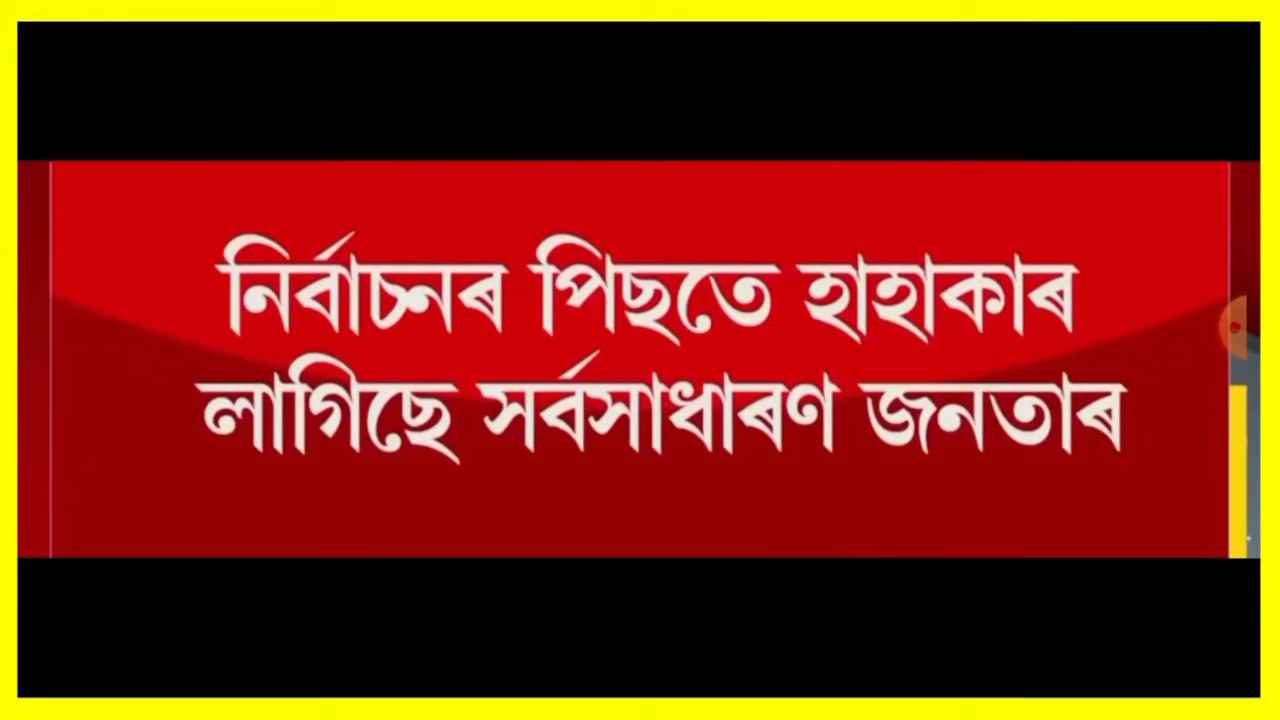 নিৰ্বাচনৰ পিছতে হাহাকাৰ
লাগিছে সৰ্বসাধাৰণ জনতাৰ